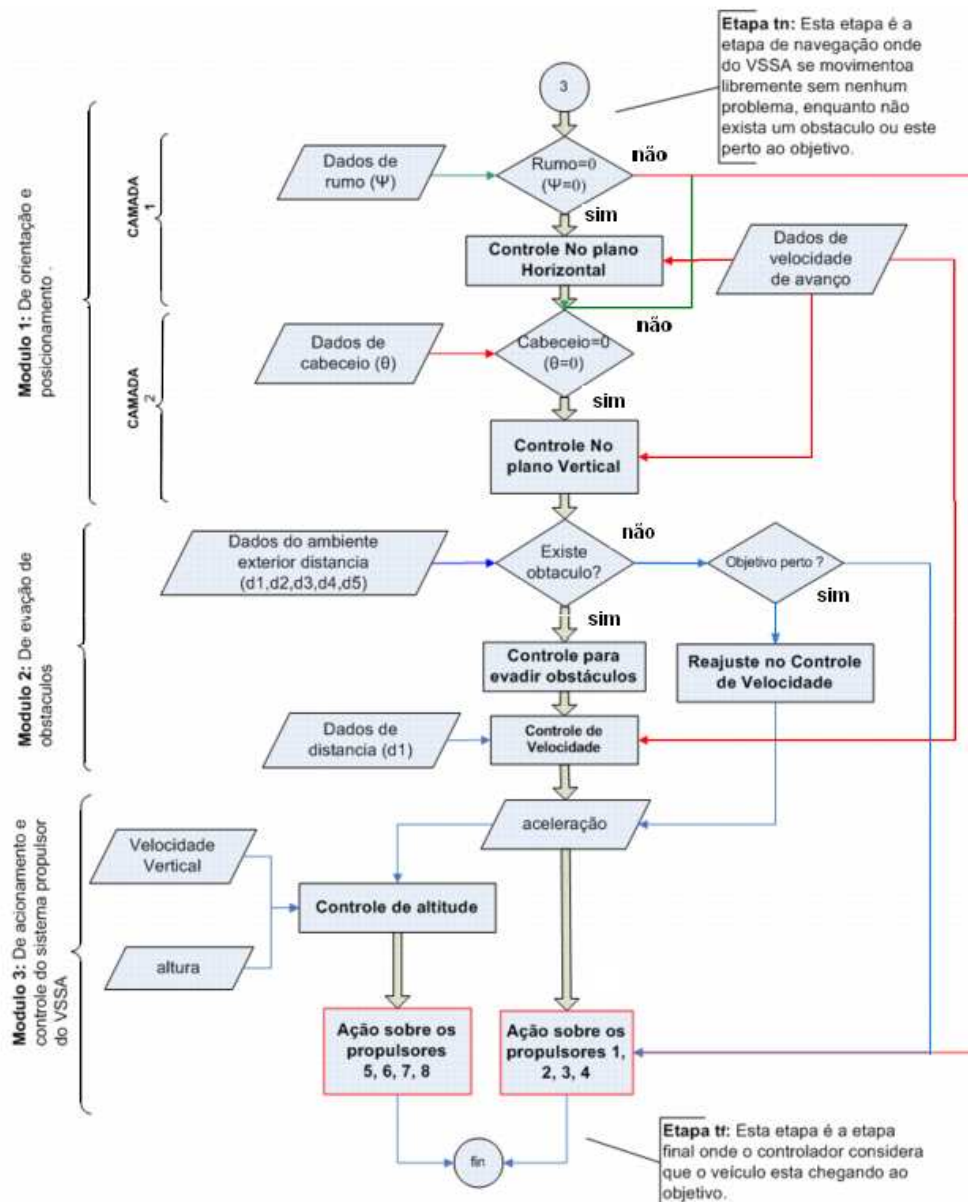 Etapa tn: Esta etapa é a
etapa de navegação onde
do VSSA se movimentoa
libremente sem nenhum
problema, enquanto não
exista um obstaculo ou este
perto ao objetivo.
3
Modulo 1: De orientação e
posicionamento .
CAMADA
1
Dados de
rumo (Ψ)
Rumo=0
(Ψ=0)
não
sim
Controle No plano
Horizontal
Dados de
velocidade
de avanço
CAMADA
2
Dados de
cabeceio (θ)
Cabeceio=0
(θ=0)
não
sim
Controle No
plano Vertical
Modulo 2: De evação de
obstaculos
Dados do ambiente
exterior distancia
(d1,d2,d3,d4,d5)
Existe
obtaculo?
não
Objetivo perto ?
sim
sim
Controle para
evadir obstáculos
Reajuste no Controle
de Velocidade
Dados de
distancia (d1)
Controle de
Velocidade
Modulo 3: De acionamento e
controle do sistema propulsor
do VSSA
aceleração
Velocidade
Vertical
Controle de altitude
altura
Ação sobre os
propulsores
5, 6, 7, 8
Ação sobre os
propulsores 1,
2, 3, 4
fin
Etapa tf: Esta etapa é a etapa
final onde o controlador considera
que o veículo esta chegando ao
objetivo.